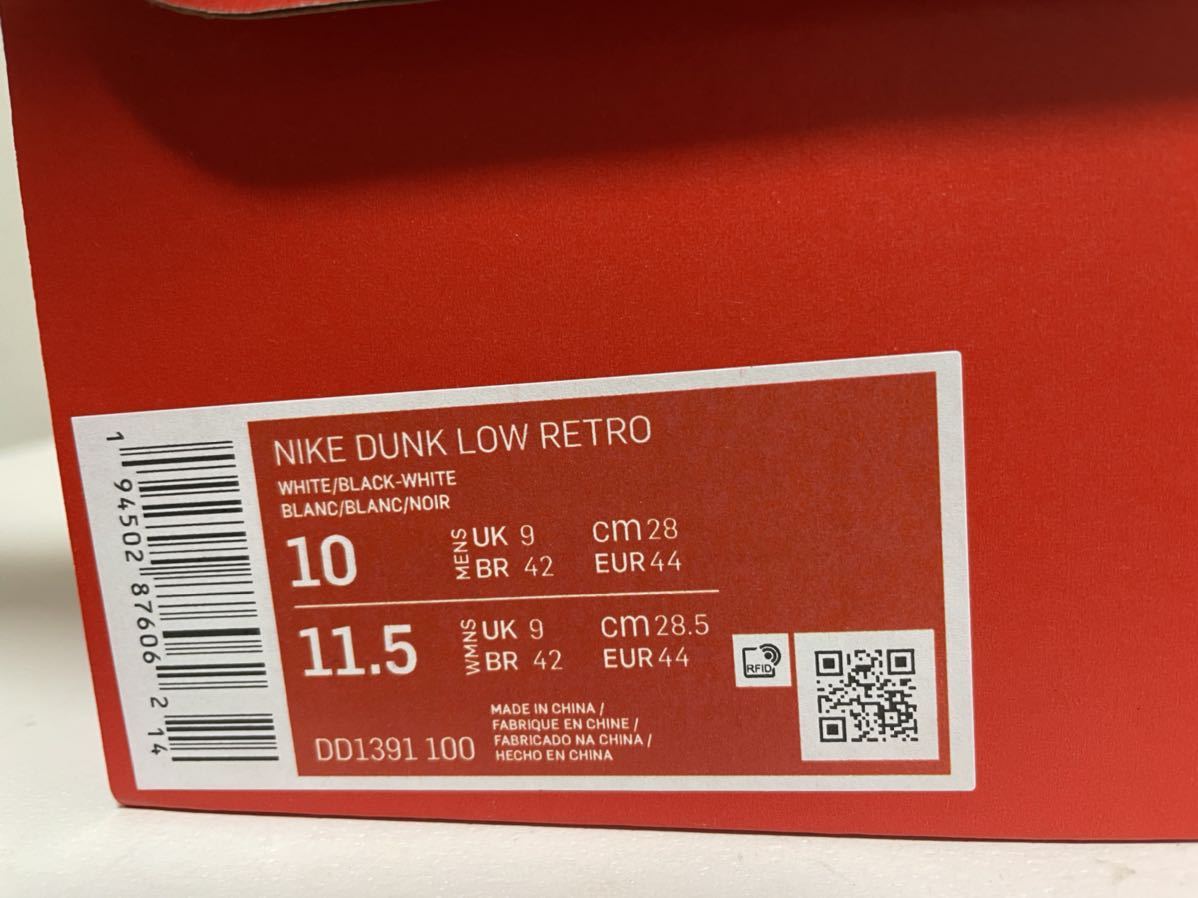 NIKE DUNK LOW RETRO
WHITE/BLACK-WHITE
BLANC/BLANC/NOIR
10
MENS
UK 9 cm 28
BR 42 EUR 44
11.5
WMNS
UK 9 cm 28.5
BR 42 EUR 44
RFID
DD1391 100
MADE IN CHINA /
FABRIQUE EN CHINE /
FABRICADO NA CHINA /
HECHO EN CHINA
1 94502 87606 2 14